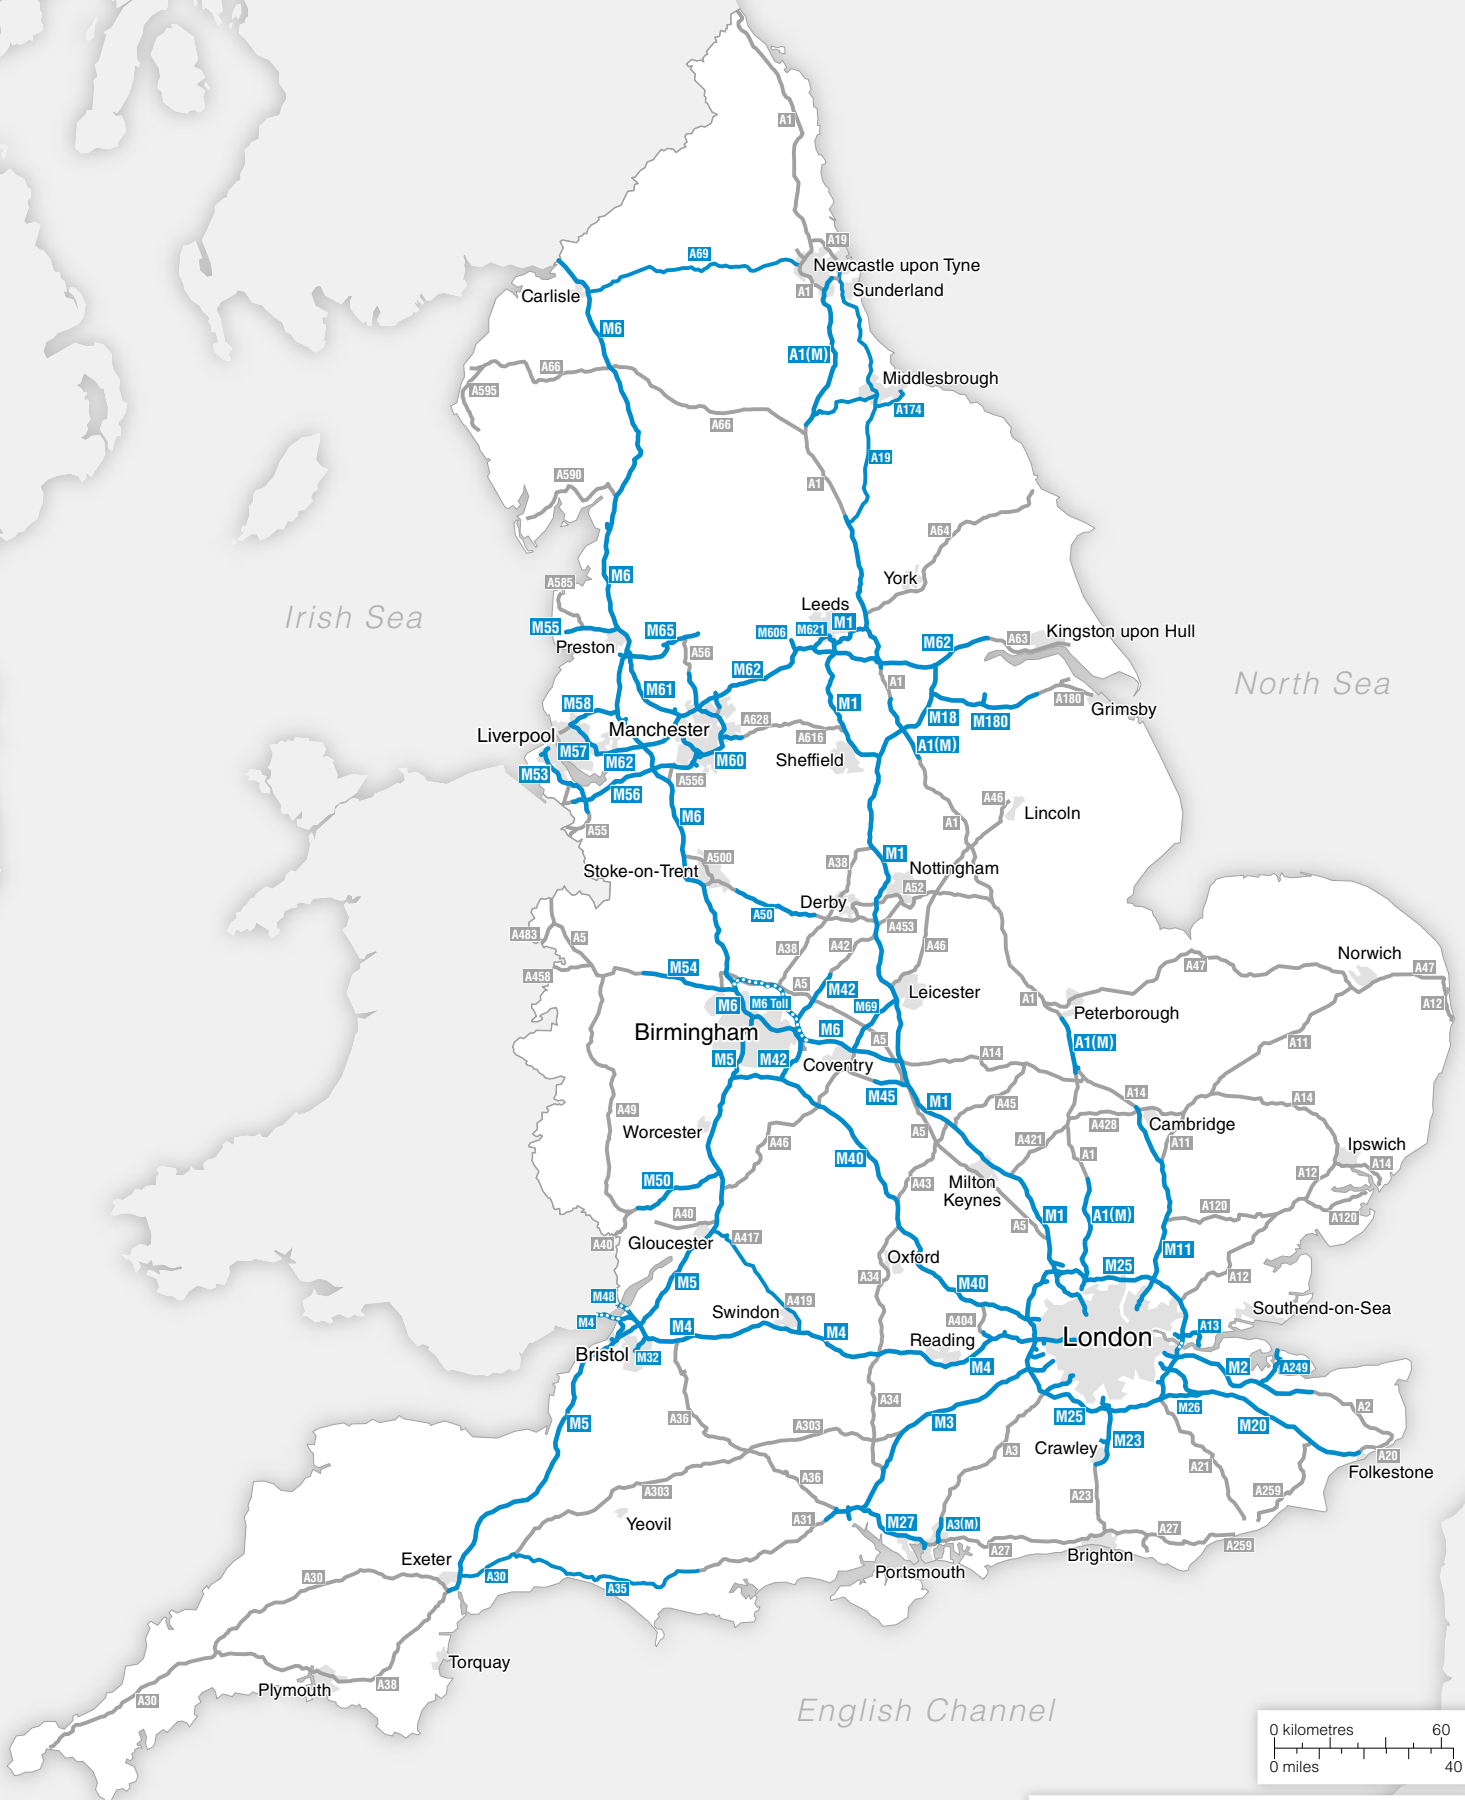 A1
A19
A69
Newcastle upon Tyne
Carlisle
A1
Sunderland
M6
A1(M)
A66
Middlesbrough
A595
A174
A66
A19
A590
A1
A64
M6
York
A585
Leeds
Irish Sea
M55
M65
M606
M621
M1
Kingston upon Hull
Preston
A56
M62
A63
M62
North Sea
M61
A1
M58
M1
A180
Grimsby
M18
M180
A628
Liverpool
Manchester
A616
M57
A1(M)
M62
M60
Sheffield
M53
A556
M56
A46
Lincoln
M6
A1
A55
A500
A38
M1
Stoke-on-Trent
Nottingham
A52
Derby
A50
A453
A483
A5
A38
A42
A46
Norwich
M54
A458
A47
A47
A5
M42
Leicester
A1
M6
M6 Toll
M69
A12
Peterborough
Birmingham
M6
A5
A1(M)
A11
M5
M42
Coventry
A14
M45
M1
A45
A14
A14
A49
Worcester
A46
A5
A421
A428
Cambridge
A11
Ipswich
M40
A1
A14
M50
A43
Milton
Keynes
A12
A40
A5
M1
A1(M)
A120
A120
A40
Gloucester
A417
M11
Oxford
M25
M5
A34
M40
A12
M48
A419
Southend-on-Sea
M4
Swindon
A404
M4
M4
A13
Reading
London
Bristol
M32
M4
M2
A249
A34
M26
A2
M5
A36
A303
M3
M25
M20
M23
Crawley
A3
A20
A21
Folkestone
A36
A303
A23
A259
A31
M27
A3(M)
Yeovil
A27
A27
A259
Exeter
Brighton
A30
A30
A35
Portsmouth
Torquay
A38
Plymouth
A30
English Channel
0 kilometres 60
0 miles 40